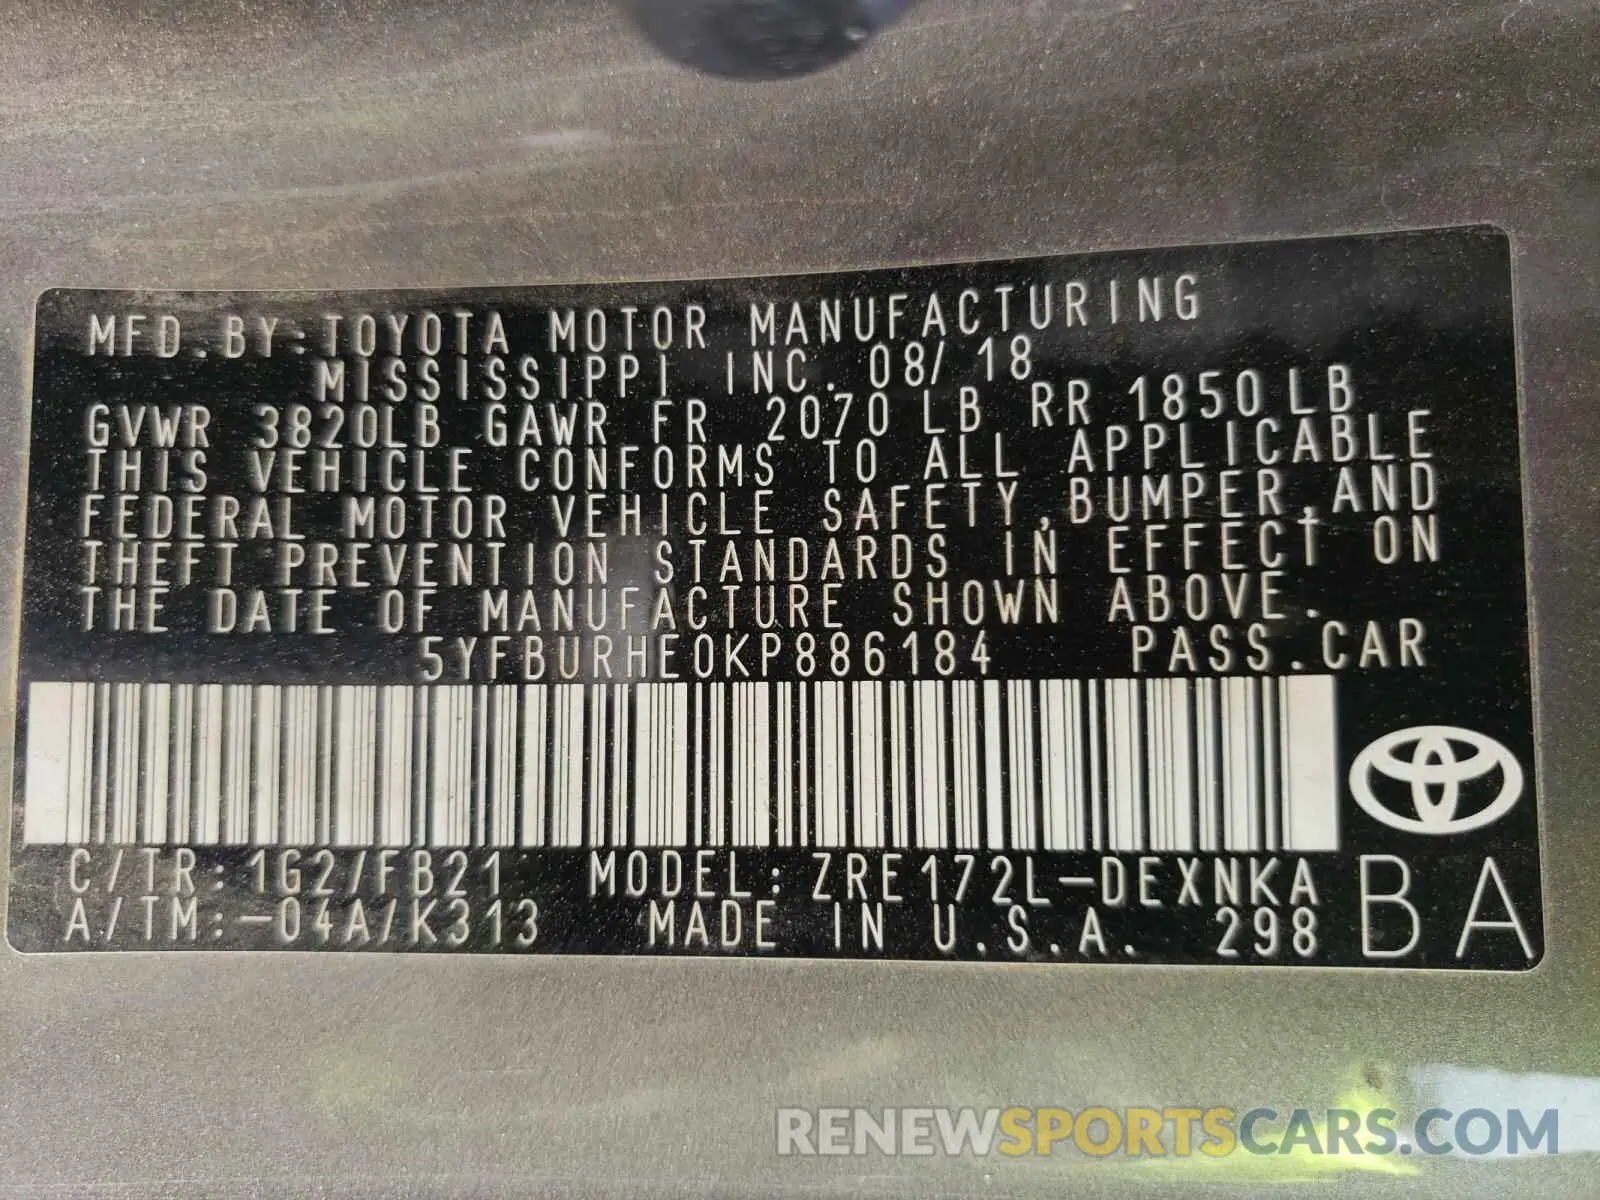 MFD.BY:TOYOTA MOTOR MANUFACTURING
MISSISSIPPI INC. 08/18
GVWR 3820LB GAWR FR 2070LB RR 1850LB
THIS VEHICLE CONFORMS TO ALL APPLICABLE
FEDERAL MOTOR VEHICLE SAFETY,BUMPER,AND
THEFT PREVENTION STANDARDS IN EFFECT ON
THE DATE OF MANUFACTURE SHOWN ABOVE.
5YFBURHE0KP886184 PASS.CAR
C/TR:1G2/FB21 MODEL:ZRE172L-DEXNKA
A/TM:-04A/K313 MADE IN U.S.A. 298
BA
RENEWSPORTSCARS.COM